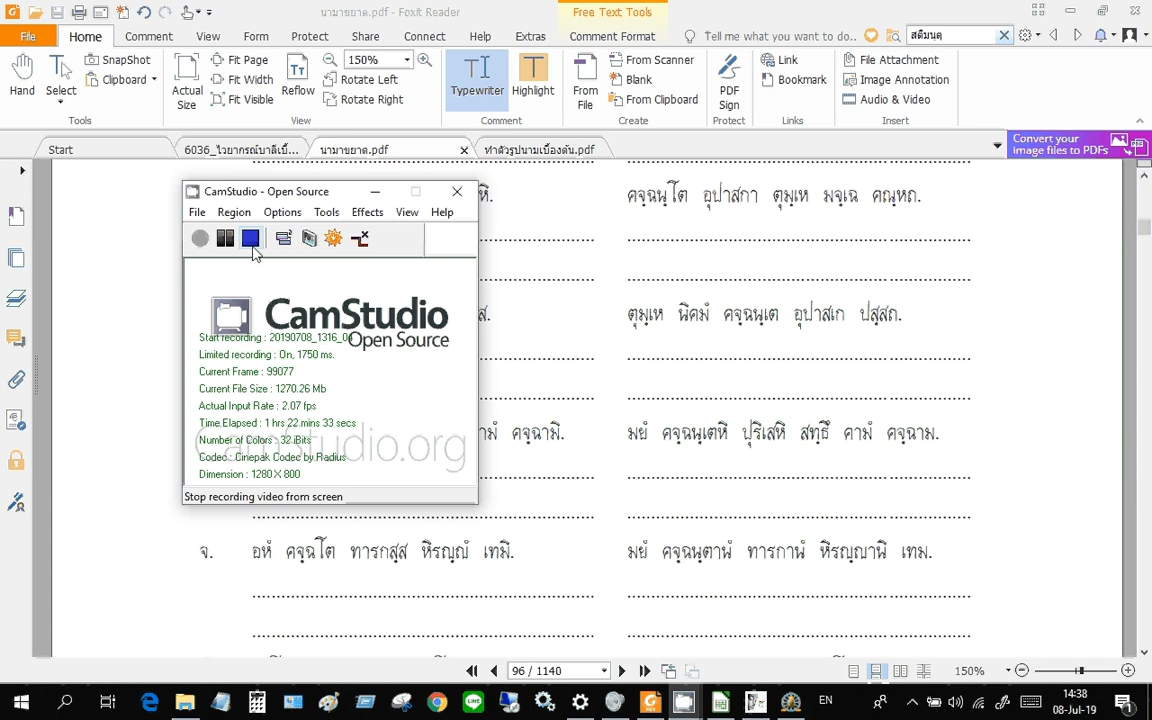 นามาขยาด.pdf - Foxit Reader
Free Text Tools
File Home Comment View Form Protect Share Connect Help Extras Comment Format Tell me what you want to do.. สตีมนฺตุ
Hand Select SnapShot Clipboard
Actual Size Fit Page Fit Width Fit Visible Reflow 150% Rotate Left Rotate Right
Typewriter Highlight
From File From Scanner Blank From Clipboard
PDF Sign
Link Bookmark
File Attachment Image Annotation Audio & Video
Tools View Comment Create Protect Links Insert
Start 6036_ไวยากรณ์บาลีเบื้... นามาขยาด.pdf ทำตัวรูปนามเบื้องต้น.pdf
Convert your image files to PDFs
หิ. คจฺฉนฺโต อุปาสกา ตุมฺเห มจฺเฉ คณฺหถ.
CamStudio - Open Source
File Region Options Tools Effects View Help
CamStudio
Open Source
Start recording : 20190708_1316_0
Limited recording : On, 1750 ms.
Current Frame : 99077
Current File Size : 1270.26 Mb
Actual Input Rate : 2.07 fps
Time Elapsed : 1 hrs 22 mins 33 secs
Number of Colors : 32 Bits
Codec : Cinepak Codec by Radius
Dimension : 1280X800
CamStudio.org
Stop recording video from screen
ส. ตุมฺเห นิคมํ คจฺฉนฺเต อุปาสเก ปสฺสถ.
คจฺฉามิ. มยํ คจฺฉนฺเตหิ ปุริเสหิ สทฺธึ คามํ คจฺฉาม.
จ. อหํ คจฺฉโต ทารกสฺส หิรญฺญํ เทมิ. มยํ คจฺฉนฺตานํ ทารกานํ หิรญฺญานิ เทม.
96 / 1140
150%
EN
14:38
08-Jul-19